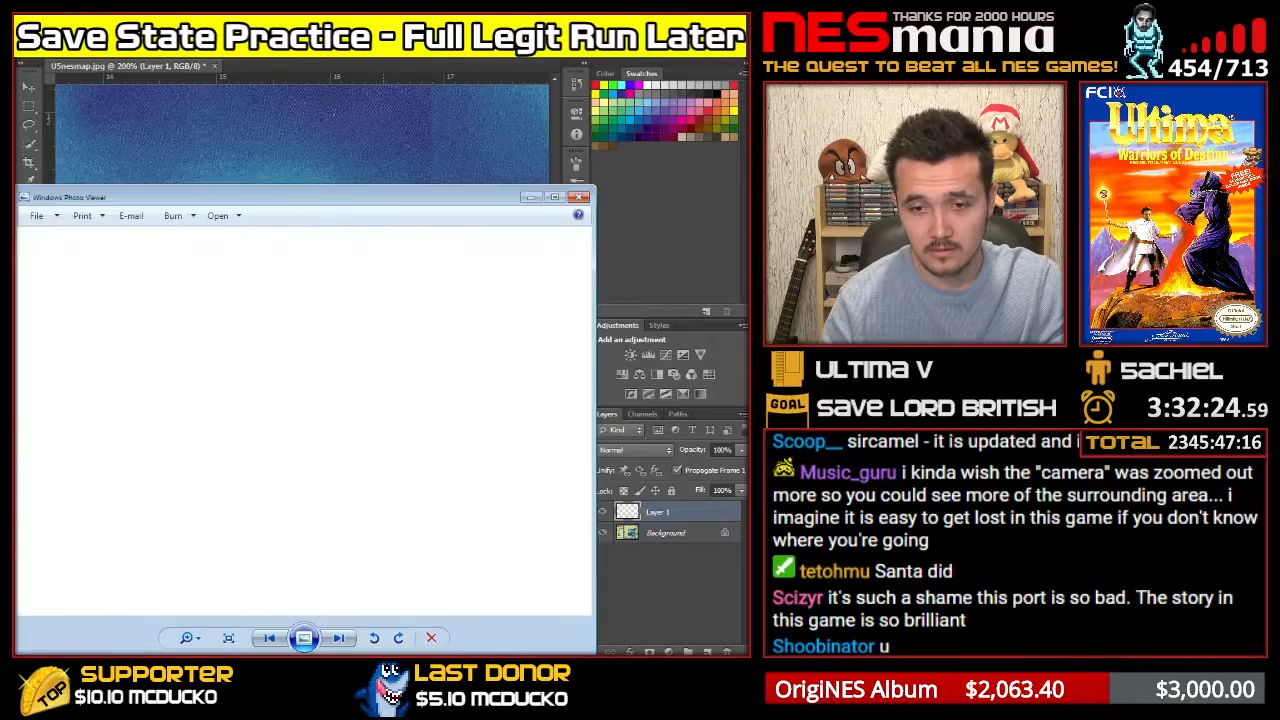 Save State Practice - Full Legit Run Later
U5nesmap.jpg @ 200% (Layer 1, RGB/8) *
14 15 16 17
Color Swatches
Windows Photo Viewer
File Print E-mail Burn Open
Adjustments Styles
Add an adjustment
Layers Channels Paths
Kind
Normal Opacity: 100%
Unify: Propagate Frame 1
Lock: Fill: 100%
Layer 1
Background
NESmania
THANKS FOR 2000 HOURS
THE QUEST TO BEAT ALL NES GAMES!
454/713
FCI
Ultima
Warriors of Destiny
ULTIMA V
5ACHIEL
GOAL
SAVE LORD BRITISH
3:32:24.59
Scoop__ sircamel - it is updated and i
TOTAL 2345:47:16
Music_guru i kinda wish the "camera" was zoomed out
more so you could see more of the surrounding area... i
imagine it is easy to get lost in this game if you don't know
where you're going
tetohmu Santa did
Scizyr it's such a shame this port is so bad. The story in
this game is so brilliant
Shoobinator u
TOP
SUPPORTER
$10.10 MCDUCKO
LAST DONOR
$5.10 MCDUCKO
OrigiNES Album $2,063.40 $3,000.00